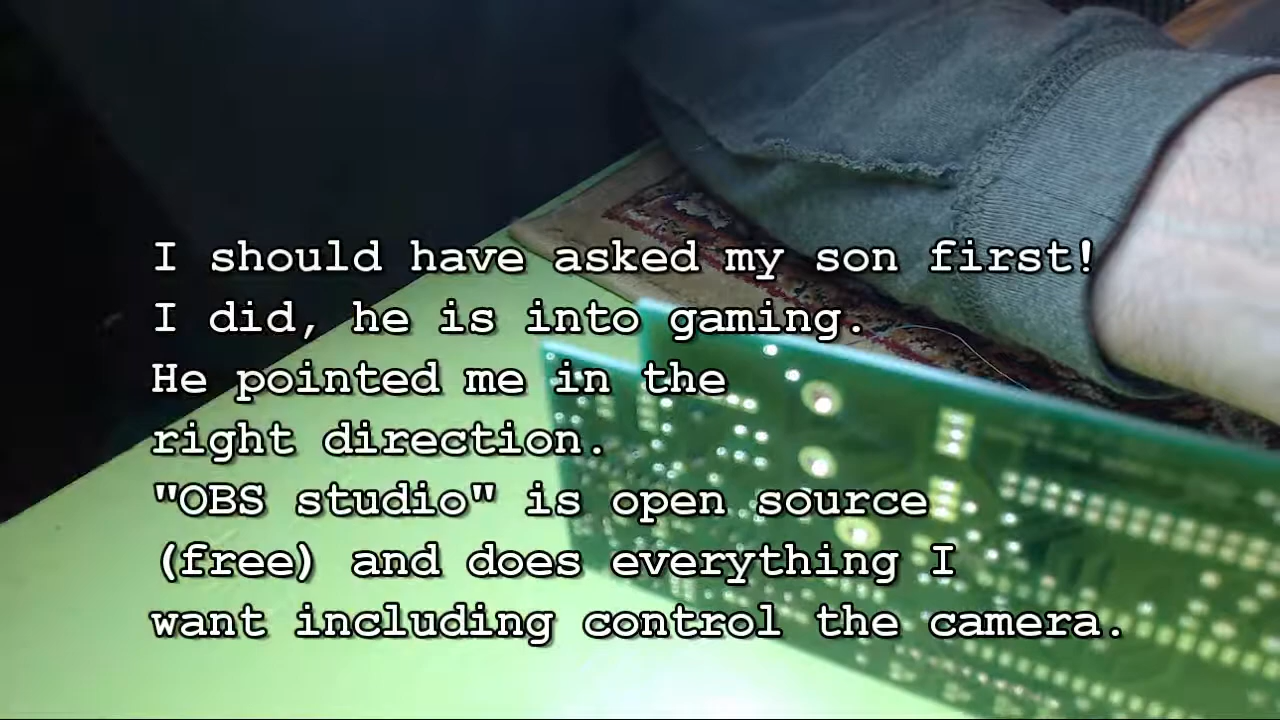 I should have asked my son first!
I did, he is into gaming.
He pointed me in the
right direction.
"OBS studio" is open source
(free) and does everything I
want including control the camera.